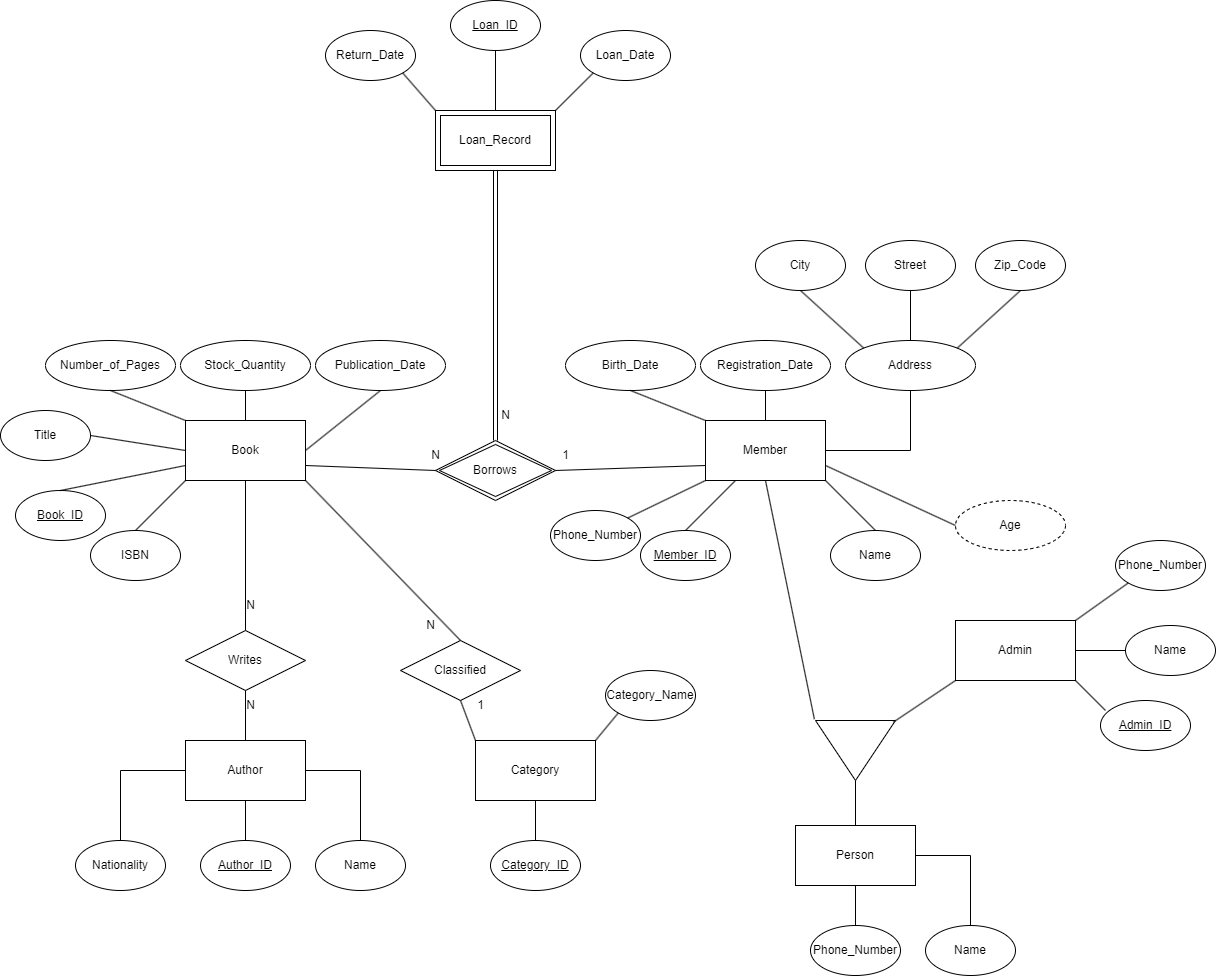 Loan_ID
Return_Date
Loan_Date
Loan_Record
City
Street
Zip_Code
Number_of_Pages
Stock_Quantity
Publication_Date
Birth_Date
Registration_Date
Address
N
Title
Book
N
Borrows
1
Member
Book_ID
ISBN
Phone_Number
Member_ID
Name
Age
Phone_Number
N
N
Writes
Classified
Admin
Name
N
1
Category_Name
Admin_ID
Author
Category
Nationality
Author_ID
Name
Category_ID
Person
Phone_Number
Name